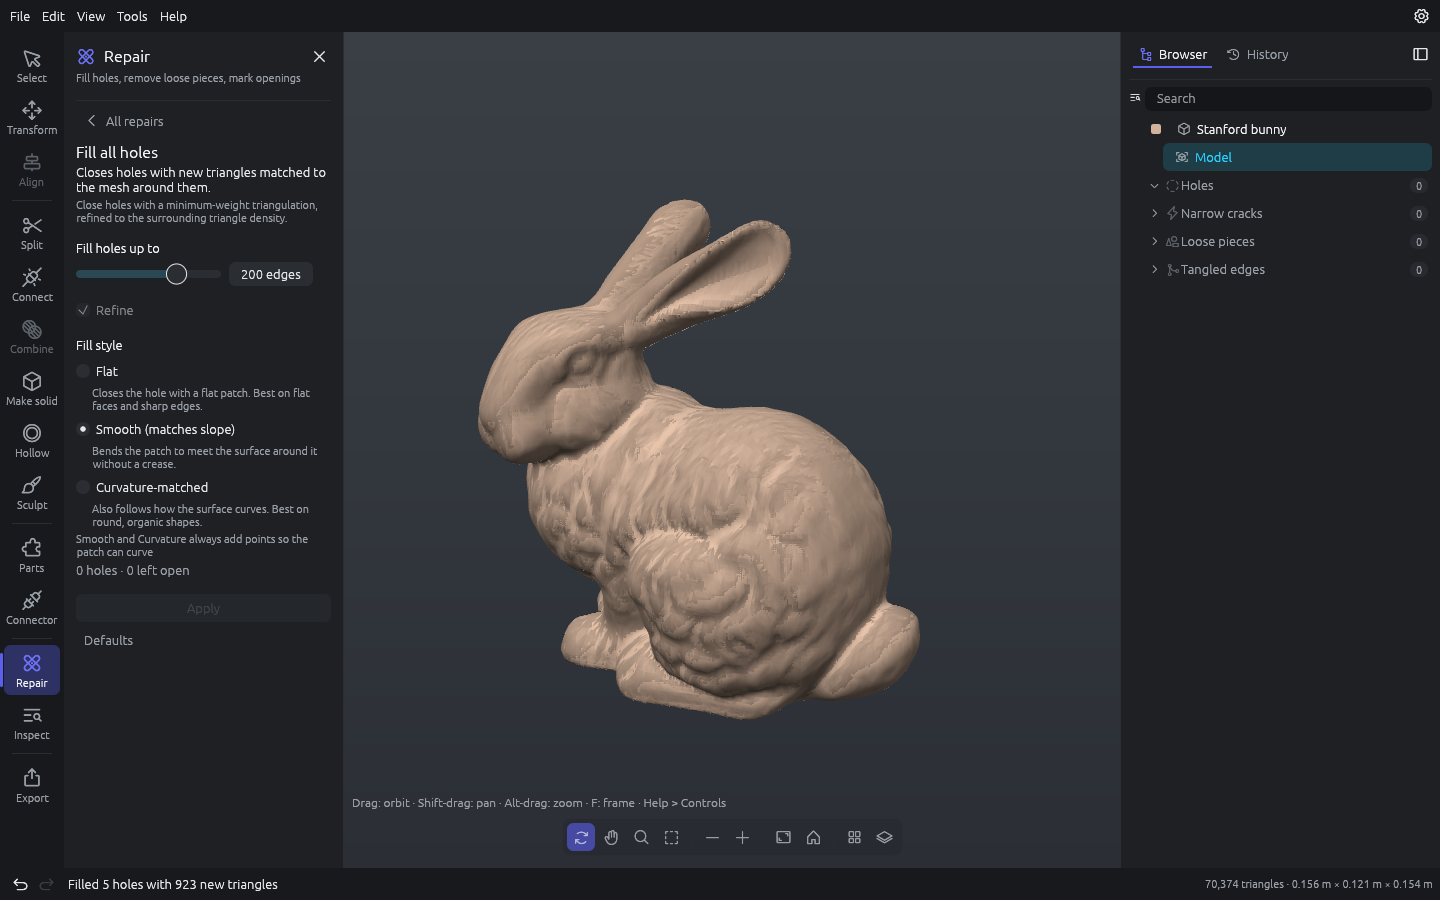 File Edit View Tools Help
Select
Transform
Align
Split
Connect
Combine
Make solid
Hollow
Sculpt
Parts
Connector
Repair
Inspect
Export
Repair
Fill holes, remove loose pieces, mark openings
All repairs
Fill all holes
Closes holes with new triangles matched to
the mesh around them.
Close holes with a minimum-weight triangulation,
refined to the surrounding triangle density.
Fill holes up to
200 edges
Refine
Fill style
Flat
Closes the hole with a flat patch. Best on flat
faces and sharp edges.
Smooth (matches slope)
Bends the patch to meet the surface around it
without a crease.
Curvature-matched
Also follows how the surface curves. Best on
round, organic shapes.
Smooth and Curvature always add points so the
patch can curve
0 holes · 0 left open
Apply
Defaults
Drag: orbit · Shift-drag: pan · Alt-drag: zoom · F: frame · Help > Controls
Browser History
Search
Stanford bunny
Model
Holes 0
Narrow cracks 0
Loose pieces 0
Tangled edges 0
Filled 5 holes with 923 new triangles
70,374 triangles · 0.156 m × 0.121 m × 0.154 m